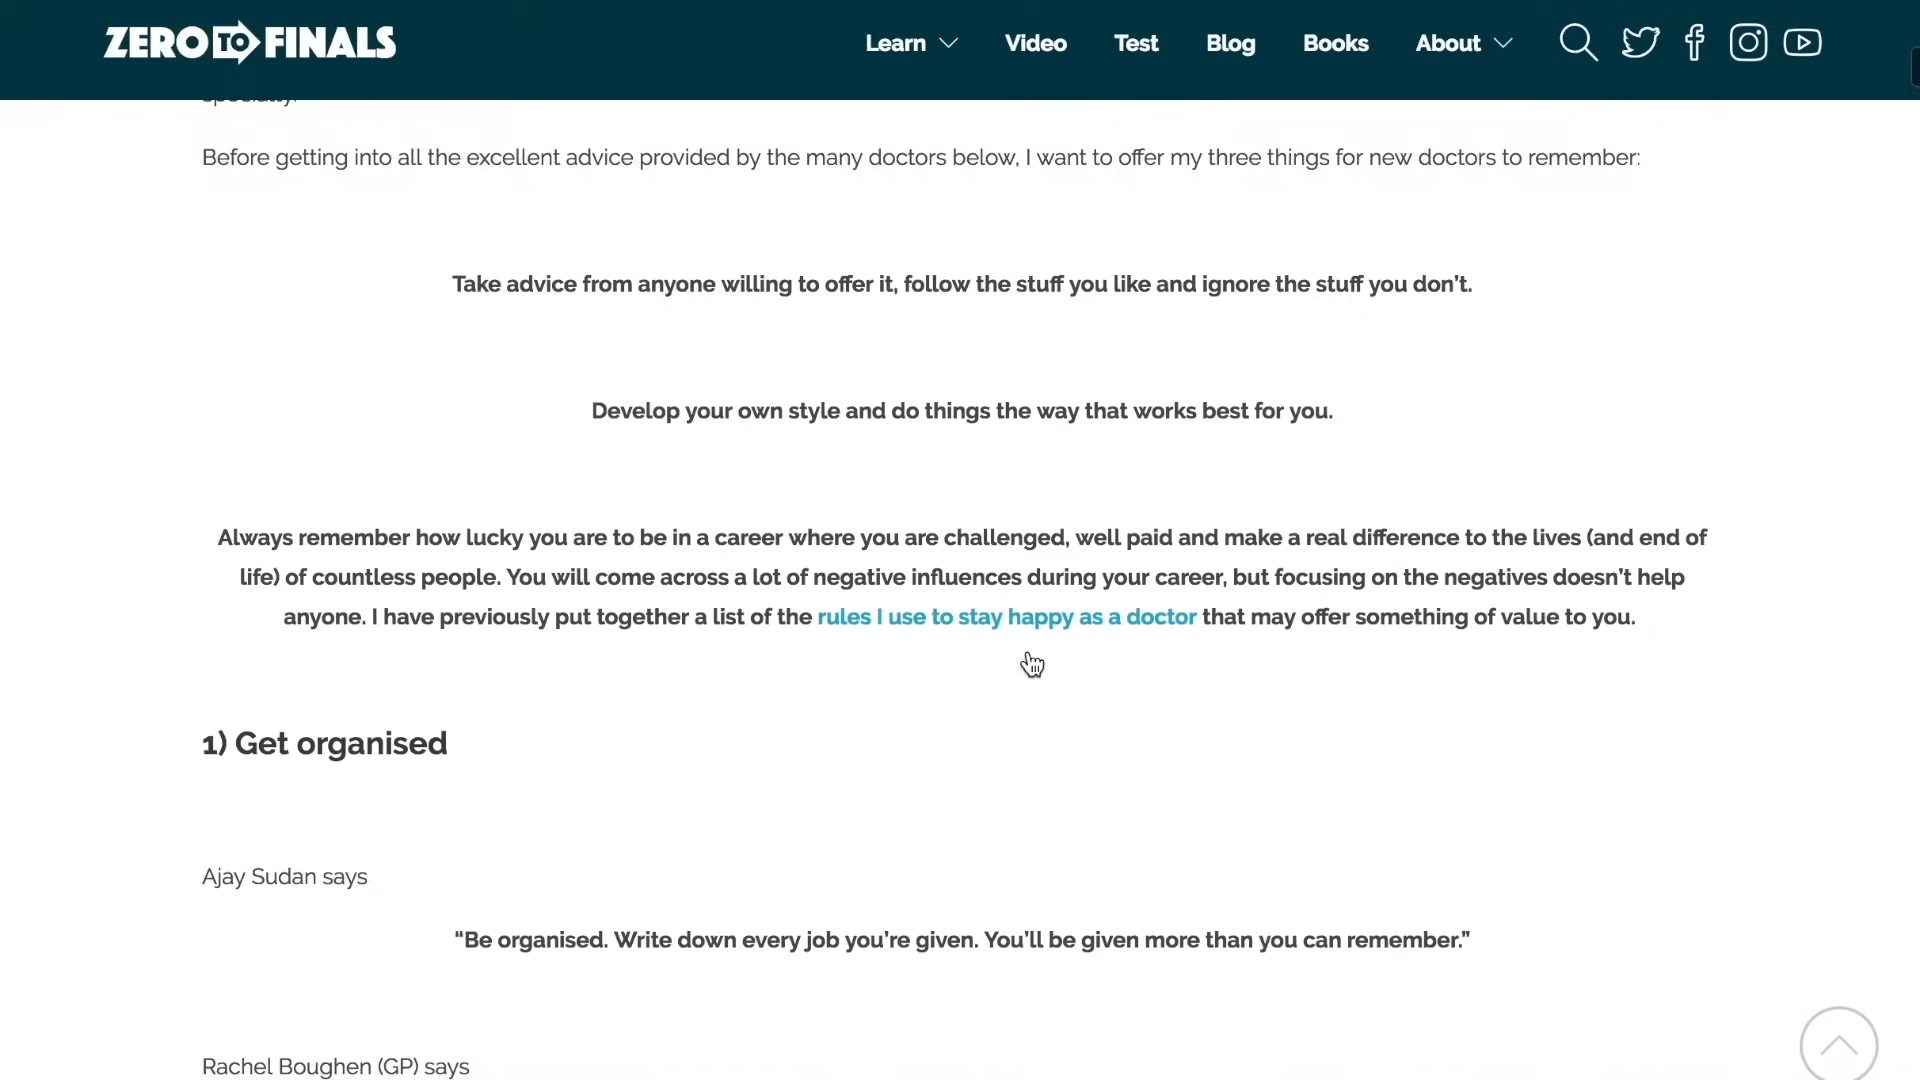 ZERO TO FINALS
Learn Video Test Blog Books About
Before getting into all the excellent advice provided by the many doctors below, I want to offer my three things for new doctors to remember:
Take advice from anyone willing to offer it, follow the stuff you like and ignore the stuff you don’t.
Develop your own style and do things the way that works best for you.
Always remember how lucky you are to be in a career where you are challenged, well paid and make a real difference to the lives (and end of
life) of countless people. You will come across a lot of negative influences during your career, but focusing on the negatives doesn’t help
anyone. I have previously put together a list of the rules I use to stay happy as a doctor that may offer something of value to you.
1) Get organised
Ajay Sudan says
“Be organised. Write down every job you’re given. You’ll be given more than you can remember.”
Rachel Boughen (GP) says